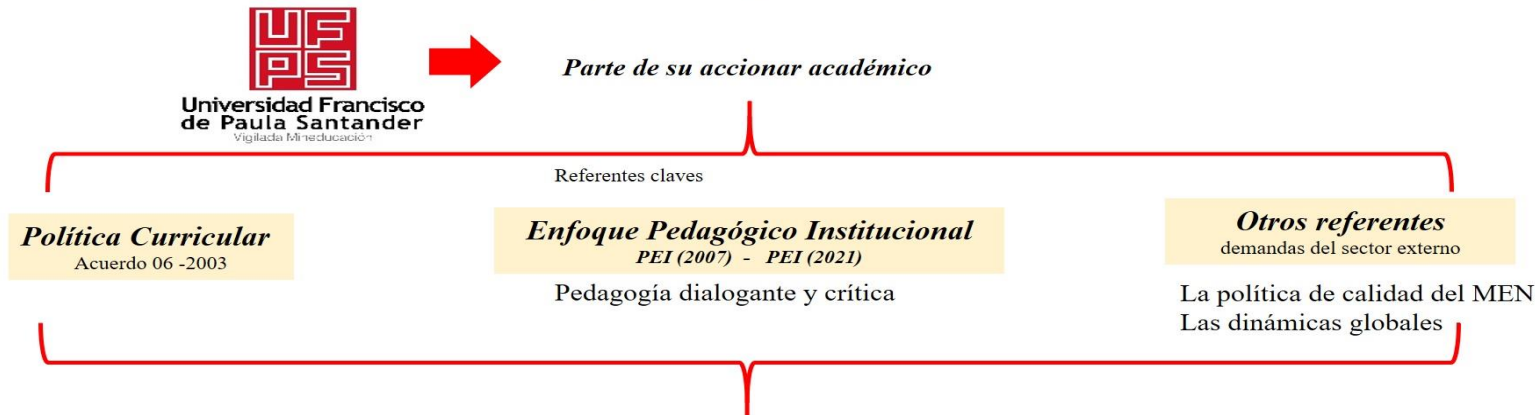 UF
PS
Universidad Francisco
de Paula Santander
Vigilada Mineducación
Parte de su accionar académico
Referentes claves
Política Curricular
Acuerdo 06 -2003
Enfoque Pedagógico Institucional
PEI (2007) - PEI (2021)
Pedagogía dialogante y crítica
Otros referentes
demandas del sector externo
La política de calidad del MEN
Las dinámicas globales